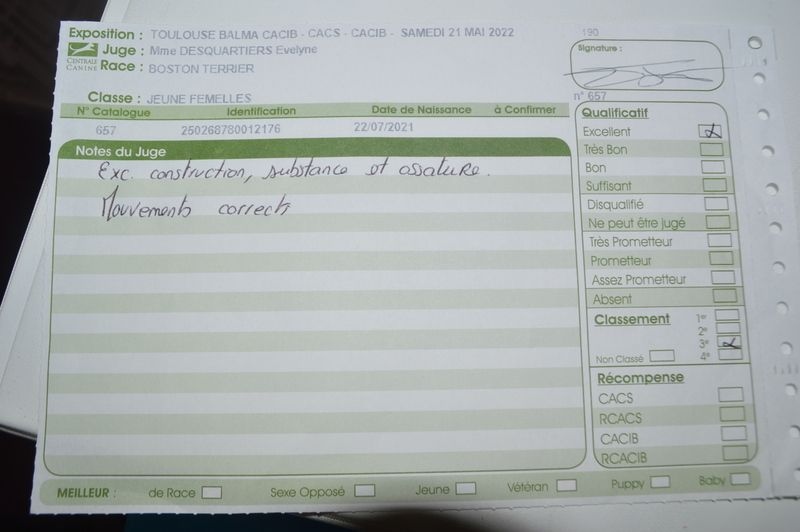 Exposition : TOULOUSE BALMA CACIB - CACS - CACIB - SAMEDI 21 MAI 2022
190
Juge : Mme DESQUARTIERS Evelyne
Signature :
CENTRALE CANINE
Race : BOSTON TERRIER
Classe : JEUNE FEMELLES
n° 657
N° Catalogue Identification Date de Naissance à Confirmer
657 250268780012176 22/07/2021
Notes du Juge
Exc. construction, substance et ossature.
Mouvements corrects
Qualificatif
Excellent
Très Bon
Bon
Suffisant
Disqualifié
Ne peut être jugé
Très Prometteur
Prometteur
Assez Prometteur
Absent
Classement 1er
2e
3e
Non Classé 4e
Récompense
CACS
RCACS
CACIB
RCACIB
MEILLEUR : de Race Sexe Opposé Jeune Vétéran Puppy Baby